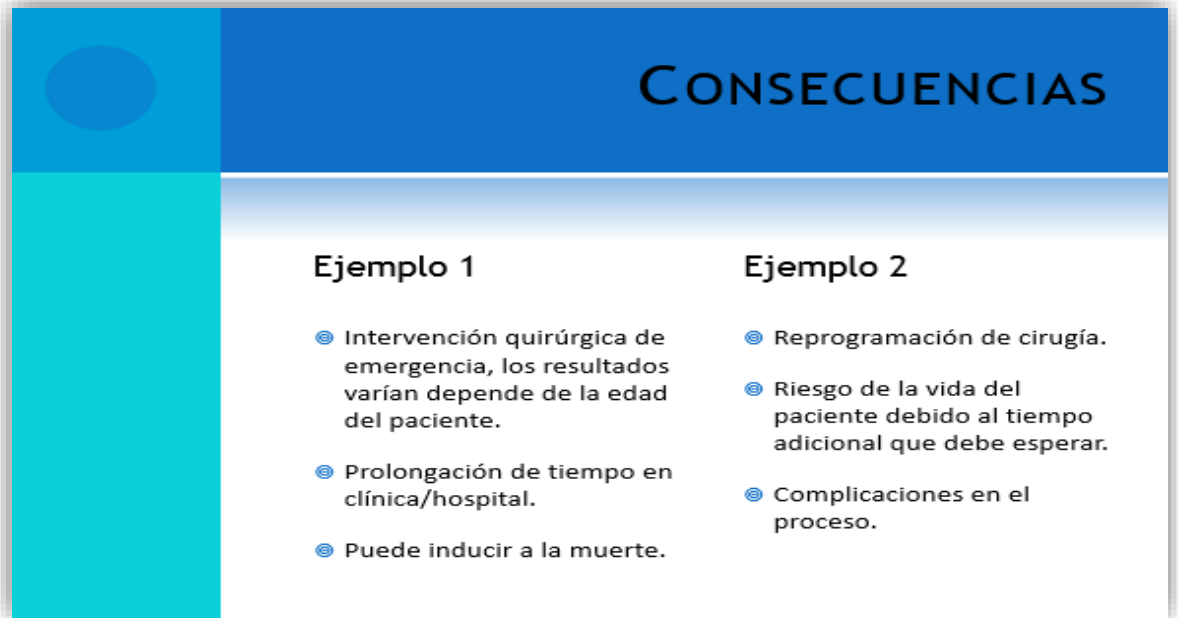 CONSECUENCIAS
Ejemplo 1
Intervención quirúrgica de
emergencia, los resultados
varían depende de la edad
del paciente.
Prolongación de tiempo en
clínica/hospital.
Puede inducir a la muerte.
Ejemplo 2
Reprogramación de cirugía.
Riesgo de la vida del
paciente debido al tiempo
adicional que debe esperar.
Complicaciones en el
proceso.